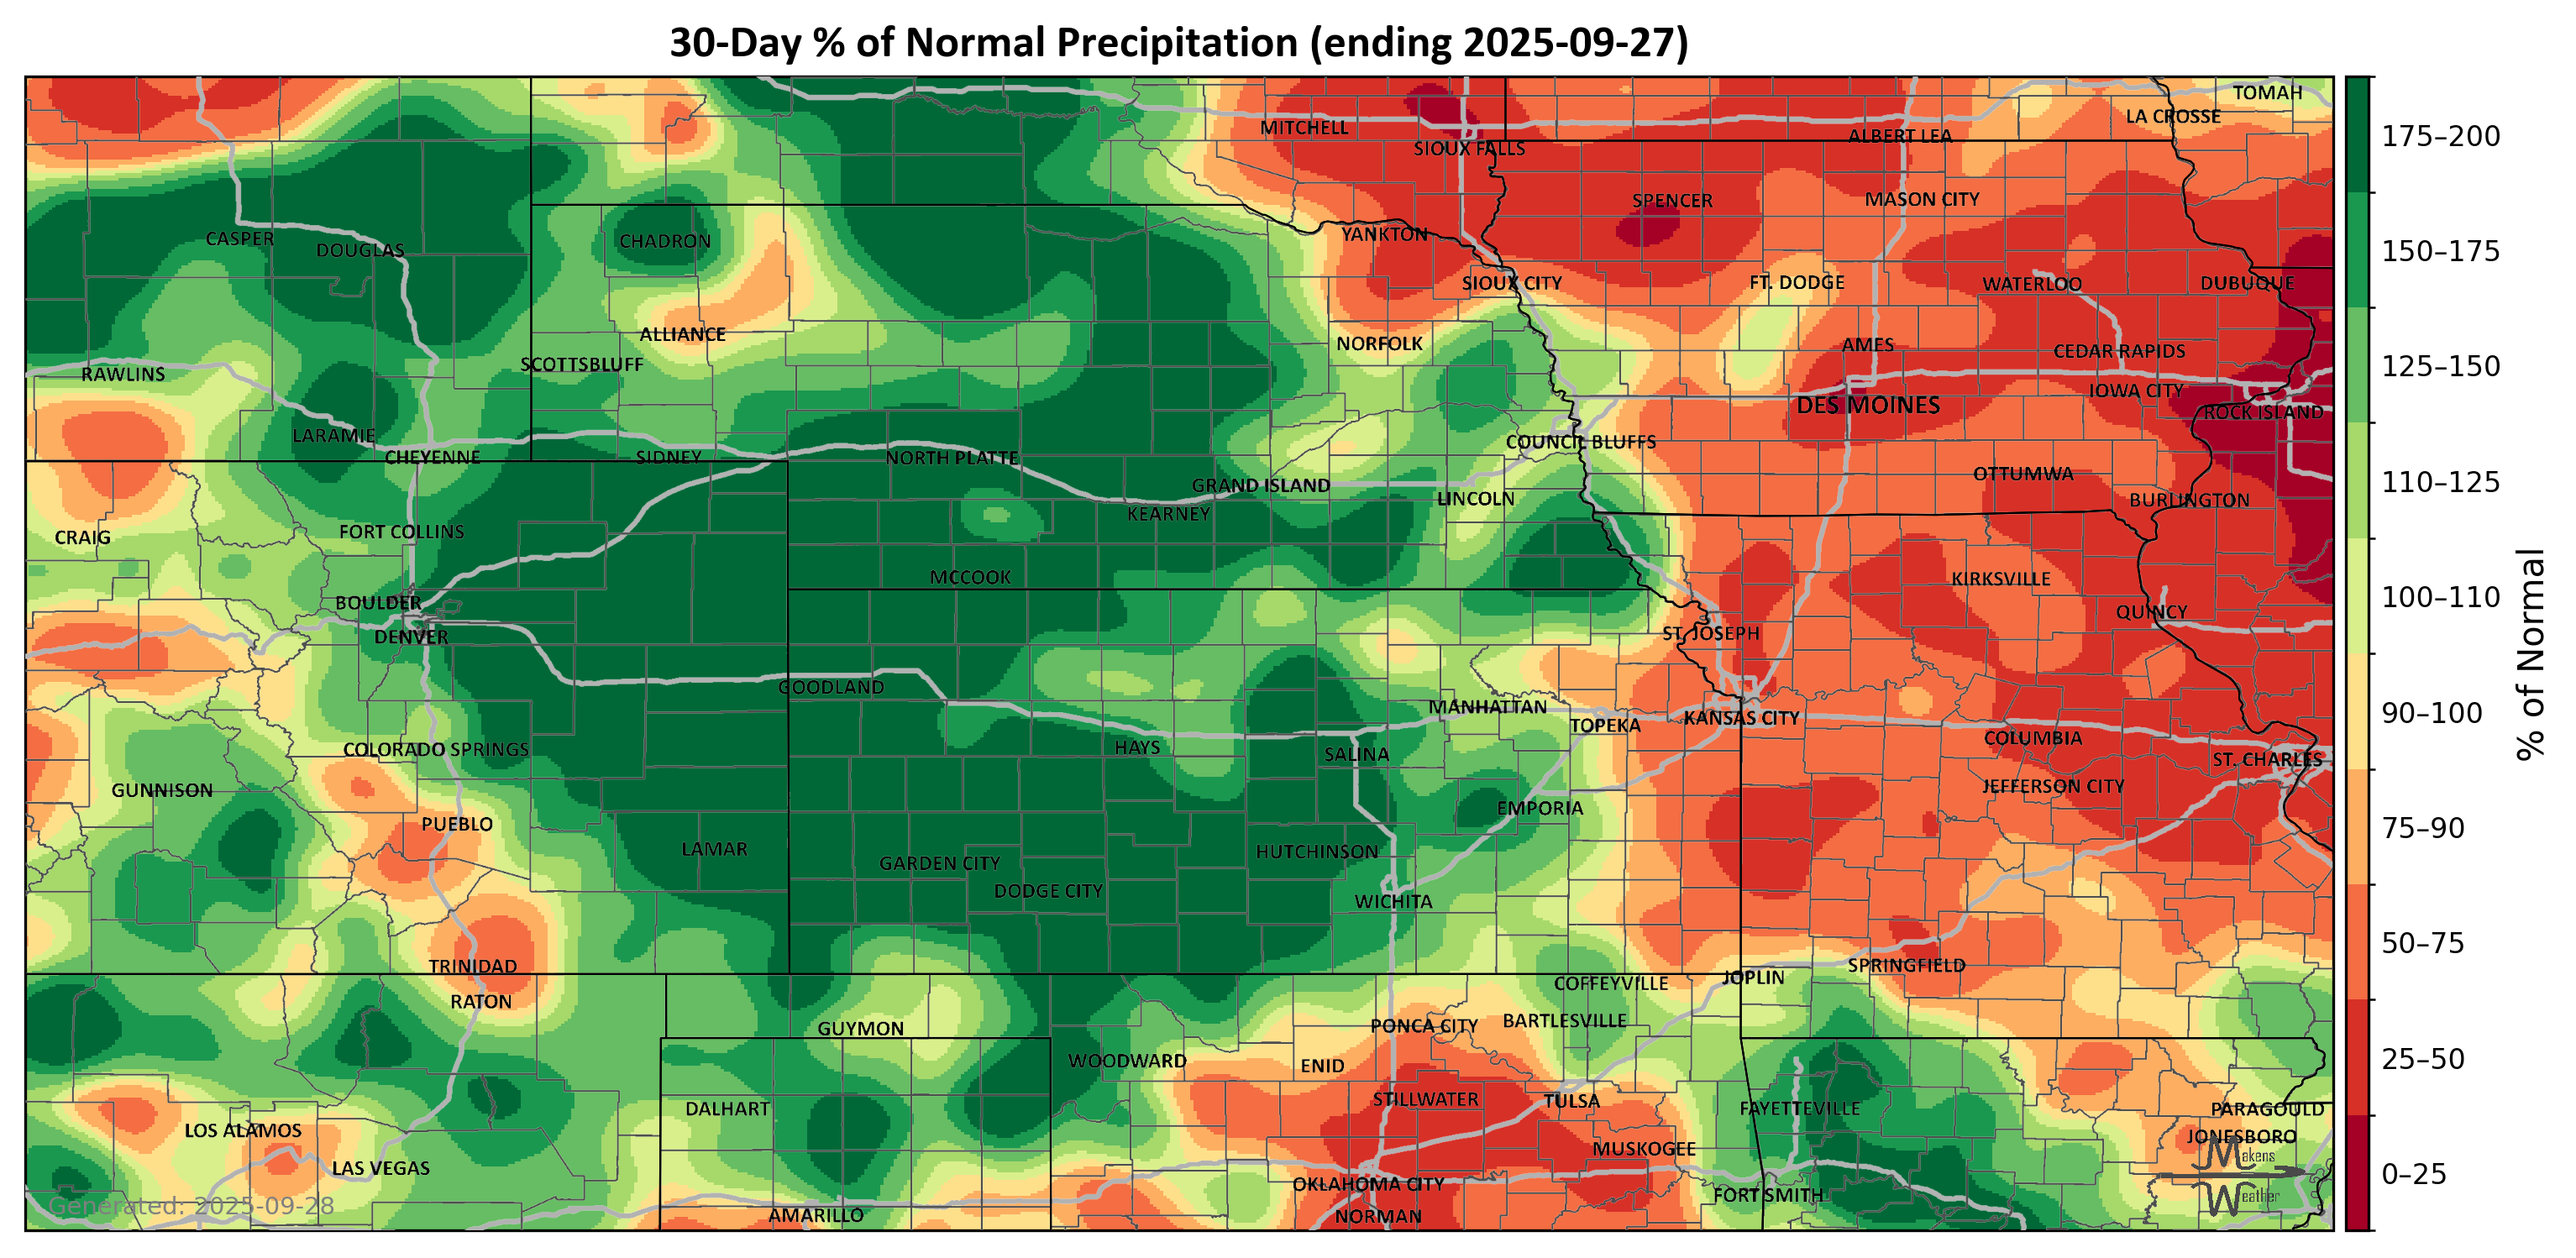 30-Day % of Normal Precipitation (ending 2025-09-27)
TOMAH
LA CROSSE
MITCHELL
ALBERT LEA
SIOUX FALLS
SPENCER
MASON CITY
YANKTON
CASPER
CHADRON
DOUGLAS
SIOUX CITY
FT. DODGE
WATERLOO
DUBUQUE
ALLIANCE
NORFOLK
AMES
CEDAR RAPIDS
SCOTTSBLUFF
RAWLINS
IOWA CITY
DES MOINES
ROCK ISLAND
LARAMIE
COUNCIL BLUFFS
CHEYENNE
SIDNEY
NORTH PLATTE
OTTUMWA
GRAND ISLAND
LINCOLN
BURLINGTON
KEARNEY
FORT COLLINS
CRAIG
MCCOOK
KIRKSVILLE
BOULDER
QUINCY
DENVER
ST. JOSEPH
GOODLAND
MANHATTAN
KANSAS CITY
TOPEKA
COLUMBIA
COLORADO SPRINGS
HAYS
SALINA
ST. CHARLES
GUNNISON
JEFFERSON CITY
EMPORIA
PUEBLO
LAMAR
HUTCHINSON
GARDEN CITY
DODGE CITY
WICHITA
TRINIDAD
SPRINGFIELD
JOPLIN
COFFEYVILLE
RATON
BARTLESVILLE
GUYMON
PONCA CITY
WOODWARD
ENID
STILLWATER
TULSA
DALHART
FAYETTEVILLE
PARAGOULD
LOS ALAMOS
JONESBORO
MUSKOGEE
LAS VEGAS
OKLAHOMA CITY
FORT SMITH
AMARILLO
NORMAN
Generated: 2025-09-28
Makens
Weather
175–200
150–175
125–150
110–125
100–110
90–100
75–90
50–75
25–50
0–25
% of Normal